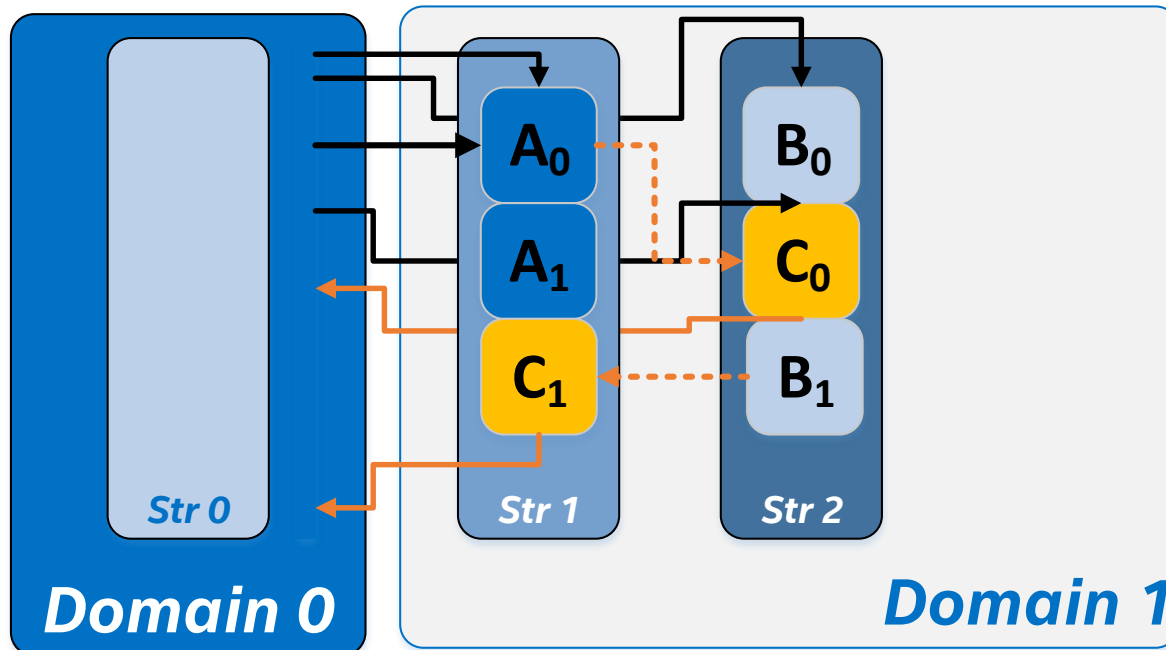 A0 B0
A1 C0
C1 B1
Str 0 Str 1 Str 2
Domain 0 Domain 1